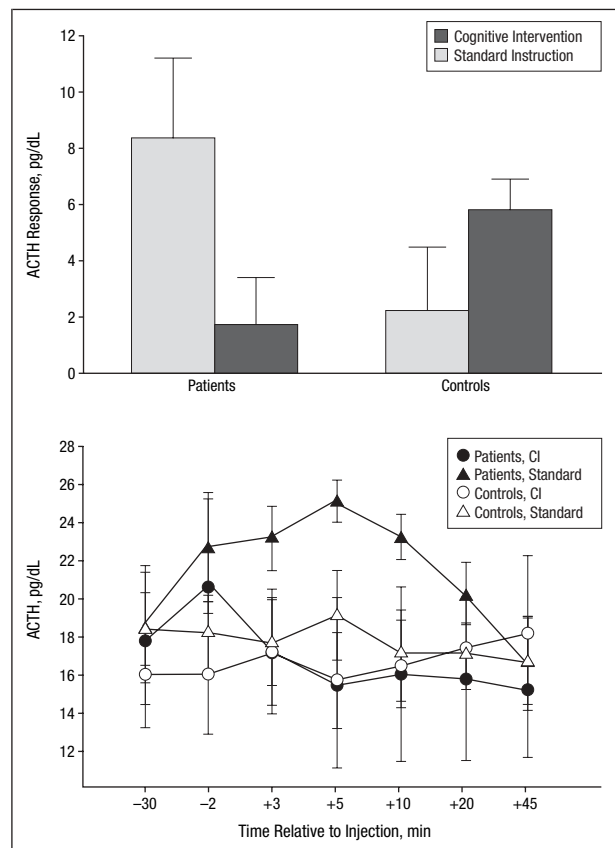 12
10
8
6
4
2
0
ACTH Response, pg/dL
Cognitive Intervention
Standard Instruction
Patients Controls
28
26
24
22
20
18
16
14
12
ACTH, pg/dL
Patients, CI
Patients, Standard
Controls, CI
Controls, Standard
–30 –2 +3 +5 +10 +20 +45
Time Relative to Injection, min